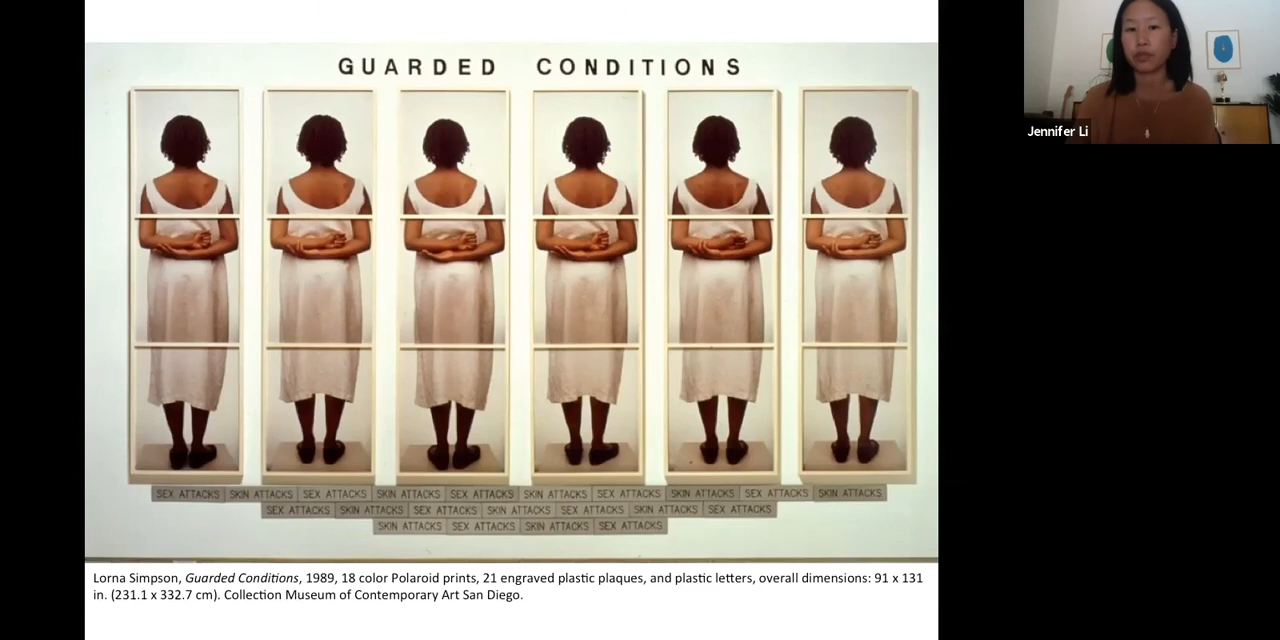 GUARDED CONDITIONS
Jennifer Li
SEX ATTACKS SKIN ATTACKS SEX ATTACKS SKIN ATTACKS SEX ATTACKS SKIN ATTACKS SEX ATTACKS SKIN ATTACKS SEX ATTACKS SKIN ATTACKS
SEX ATTACKS SKIN ATTACKS SEX ATTACKS SKIN ATTACKS SEX ATTACKS SKIN ATTACKS SEX ATTACKS
SKIN ATTACKS SEX ATTACKS SKIN ATTACKS SEX ATTACKS
Lorna Simpson, Guarded Conditions, 1989, 18 color Polaroid prints, 21 engraved plastic plaques, and plastic letters, overall dimensions: 91 x 131
in. (231.1 x 332.7 cm). Collection Museum of Contemporary Art San Diego.